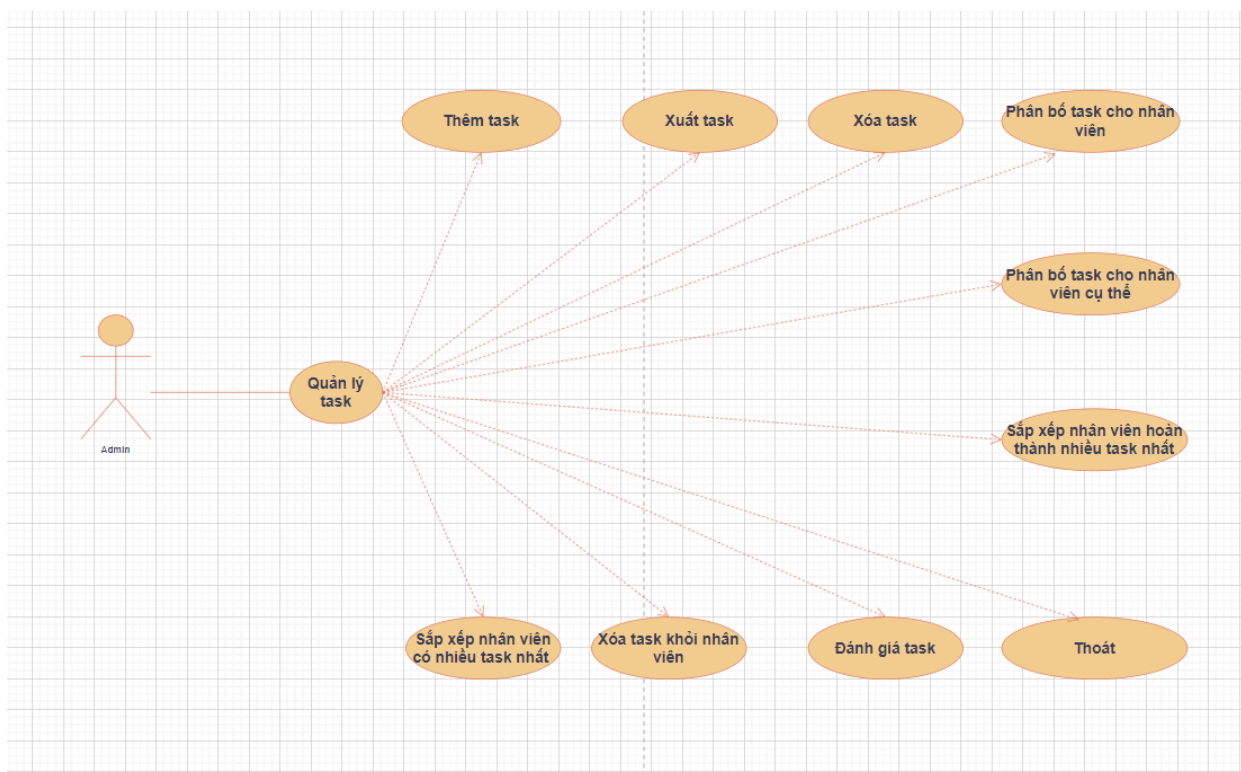 Thêm task
Xuất task
Xóa task
Phân bố task cho nhân
viên
Phân bố task cho nhân
viên cụ thể
Quản lý
task
Admin
Sắp xếp nhân viên hoàn
thành nhiều task nhất
Sắp xếp nhân viên
có nhiều task nhất
Xóa task khỏi nhân
viên
Đánh giá task
Thoát